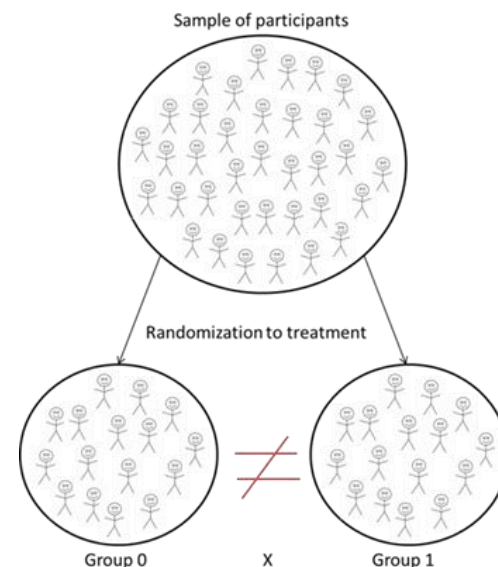 Sample of participants
Randomization to treatment
Group 0 X Group 1